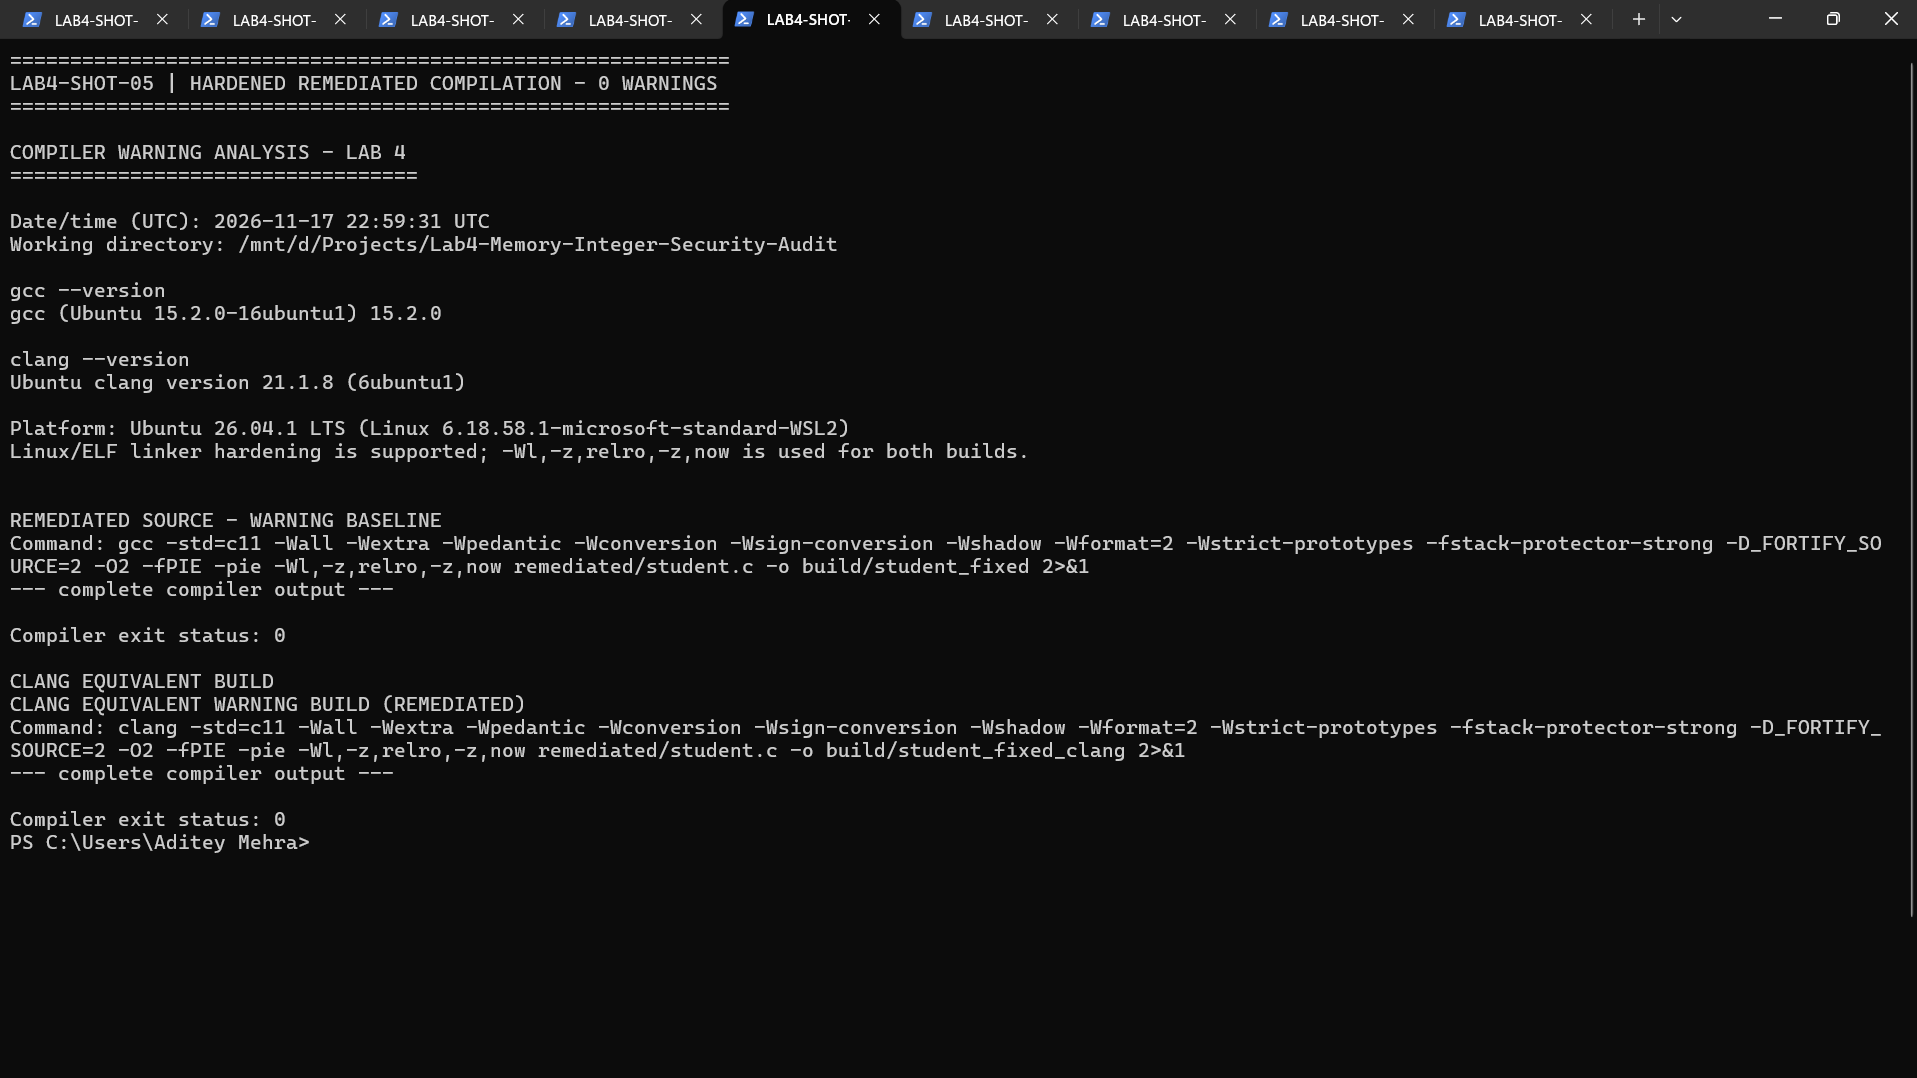 LAB4-SHOT- LAB4-SHOT- LAB4-SHOT- LAB4-SHOT- LAB4-SHOT- LAB4-SHOT- LAB4-SHOT- LAB4-SHOT- LAB4-SHOT-
============================================================
LAB4-SHOT-05 | HARDENED REMEDIATED COMPILATION - 0 WARNINGS
============================================================
COMPILER WARNING ANALYSIS - LAB 4
==================================
Date/time (UTC): 2026-11-17 22:59:31 UTC
Working directory: /mnt/d/Projects/Lab4-Memory-Integer-Security-Audit
gcc --version
gcc (Ubuntu 15.2.0-16ubuntu1) 15.2.0
clang --version
Ubuntu clang version 21.1.8 (6ubuntu1)
Platform: Ubuntu 26.04.1 LTS (Linux 6.18.58.1-microsoft-standard-WSL2)
Linux/ELF linker hardening is supported; -Wl,-z,relro,-z,now is used for both builds.
REMEDIATED SOURCE - WARNING BASELINE
Command: gcc -std=c11 -Wall -Wextra -Wpedantic -Wconversion -Wsign-conversion -Wshadow -Wformat=2 -Wstrict-prototypes -fstack-protector-strong -D_FORTIFY_SO
URCE=2 -O2 -fPIE -pie -Wl,-z,relro,-z,now remediated/student.c -o build/student_fixed 2>&1
--- complete compiler output ---
Compiler exit status: 0
CLANG EQUIVALENT BUILD
CLANG EQUIVALENT WARNING BUILD (REMEDIATED)
Command: clang -std=c11 -Wall -Wextra -Wpedantic -Wconversion -Wsign-conversion -Wshadow -Wformat=2 -Wstrict-prototypes -fstack-protector-strong -D_FORTIFY_
SOURCE=2 -O2 -fPIE -pie -Wl,-z,relro,-z,now remediated/student.c -o build/student_fixed_clang 2>&1
--- complete compiler output ---
Compiler exit status: 0
PS C:\Users\Aditey Mehra>